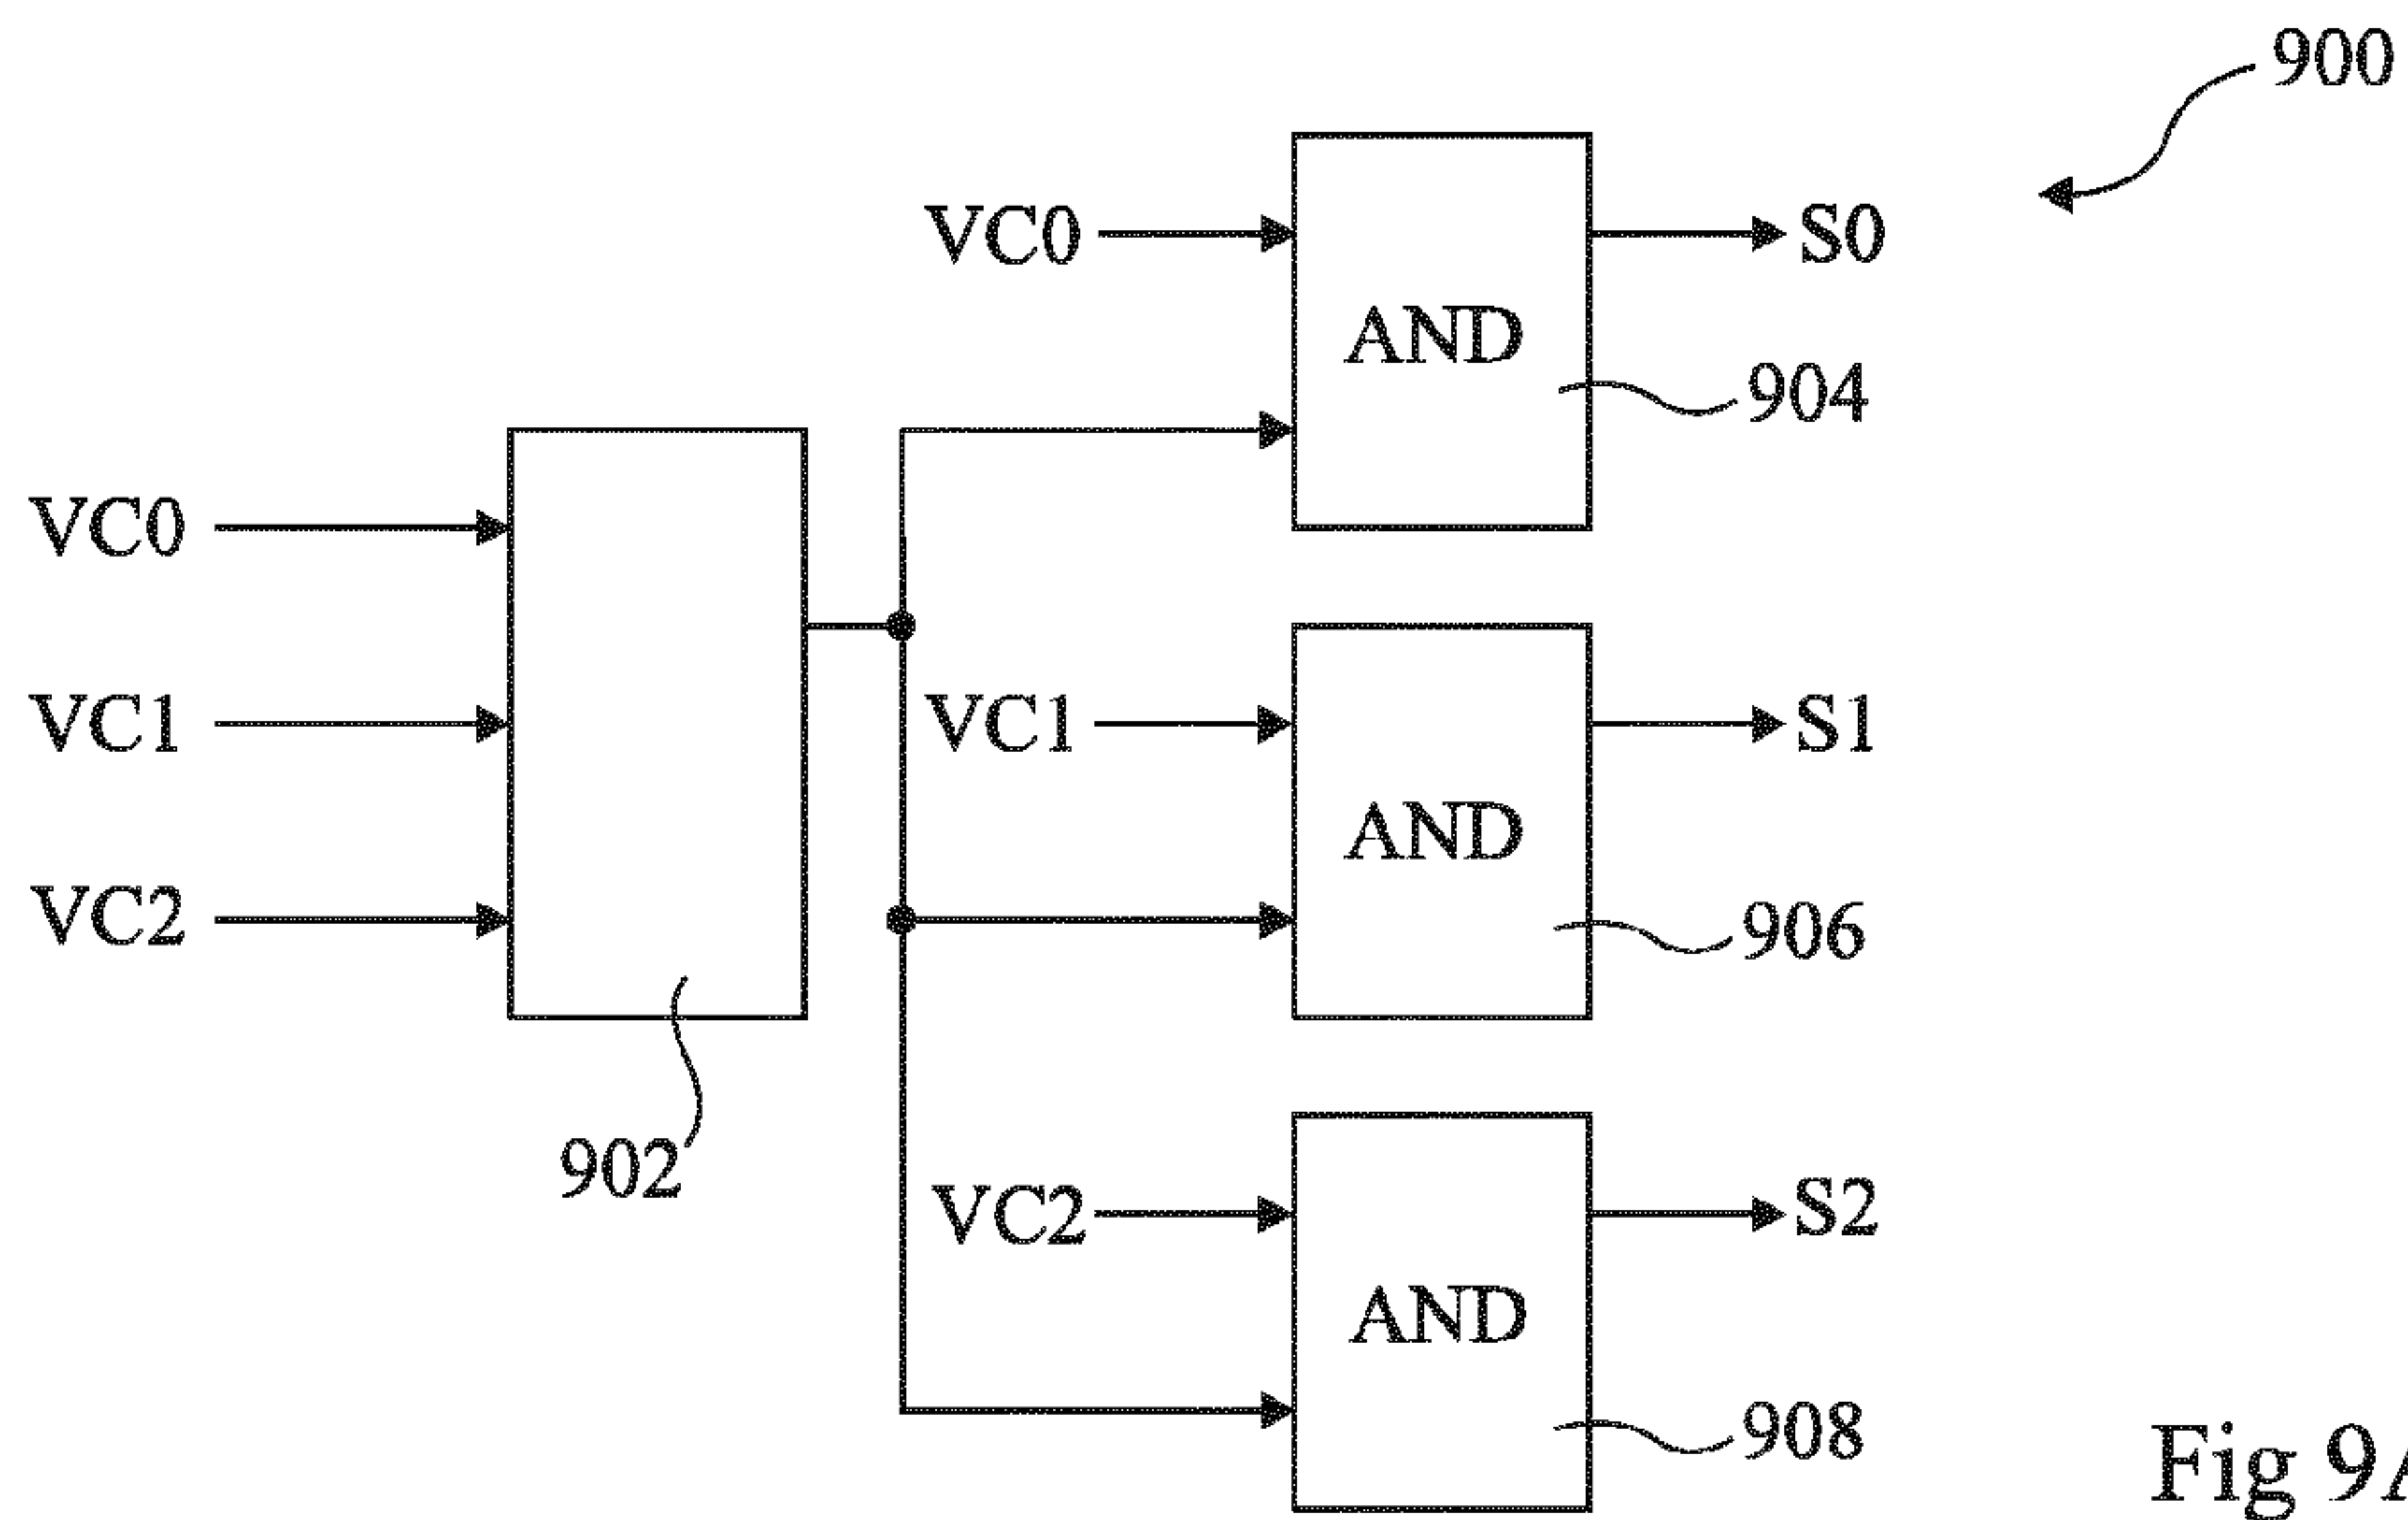 900
VC0
S0
AND
904
VC0
VC1
VC2
902
VC1
S1
AND
906
VC2
S2
AND
908
Fig 9A